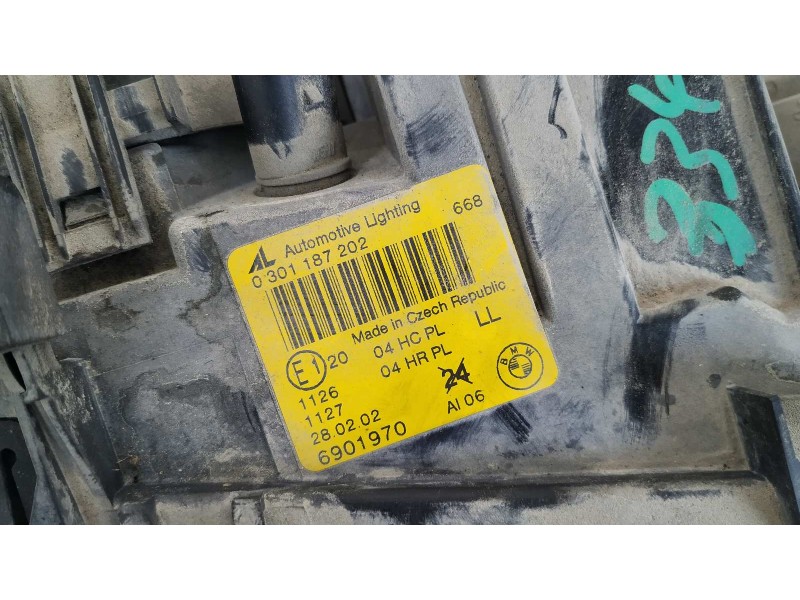 AL Automotive Lighting 668
0 301 187 202
Made in Czech Republic
E1 20 04 HC PL LL
04 HR PL
1126
1127 24
28.02.02 AI 06
6901970
BMW